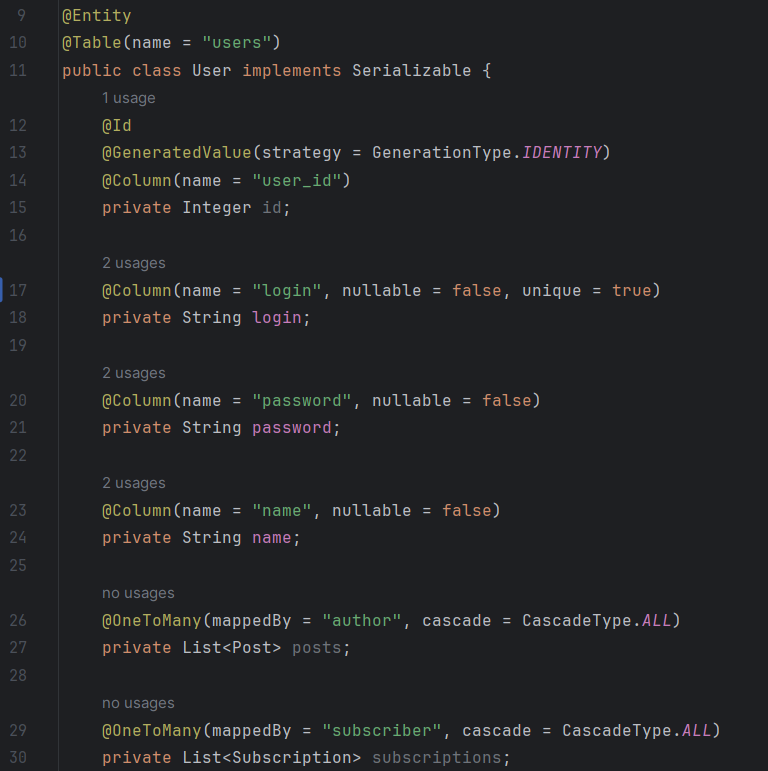 9 @Entity
10 @Table(name = "users")
11 public class User implements Serializable {
1 usage
12 @Id
13 @GeneratedValue(strategy = GenerationType.IDENTITY)
14 @Column(name = "user_id")
15 private Integer id;
16
2 usages
17 @Column(name = "login", nullable = false, unique = true)
18 private String login;
19
2 usages
20 @Column(name = "password", nullable = false)
21 private String password;
22
2 usages
23 @Column(name = "name", nullable = false)
24 private String name;
25
no usages
26 @OneToMany(mappedBy = "author", cascade = CascadeType.ALL)
27 private List<Post> posts;
28
no usages
29 @OneToMany(mappedBy = "subscriber", cascade = CascadeType.ALL)
30 private List<Subscription> subscriptions;